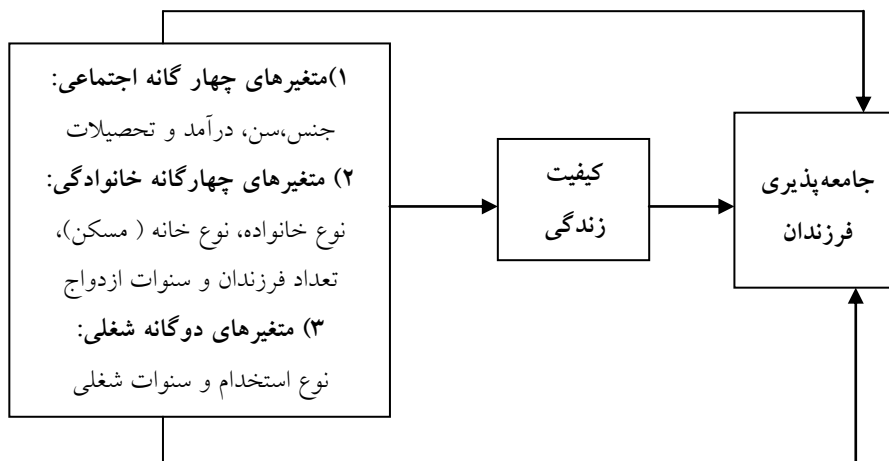 ۱)متغیرهای چهار گانه اجتماعی:
جنس،سن، درآمد و تحصیلات
۲) متغیرهای چهارگانه خانوادگی:
نوع خانواده، نوع خانه ( مسکن)،
تعداد فرزندان و سنوات ازدواج
۳) متغیرهای دوگانه شغلی:
نوع استخدام و سنوات شغلی
کیفیت
زندگی
جامعه‌پذیری
فرزندان